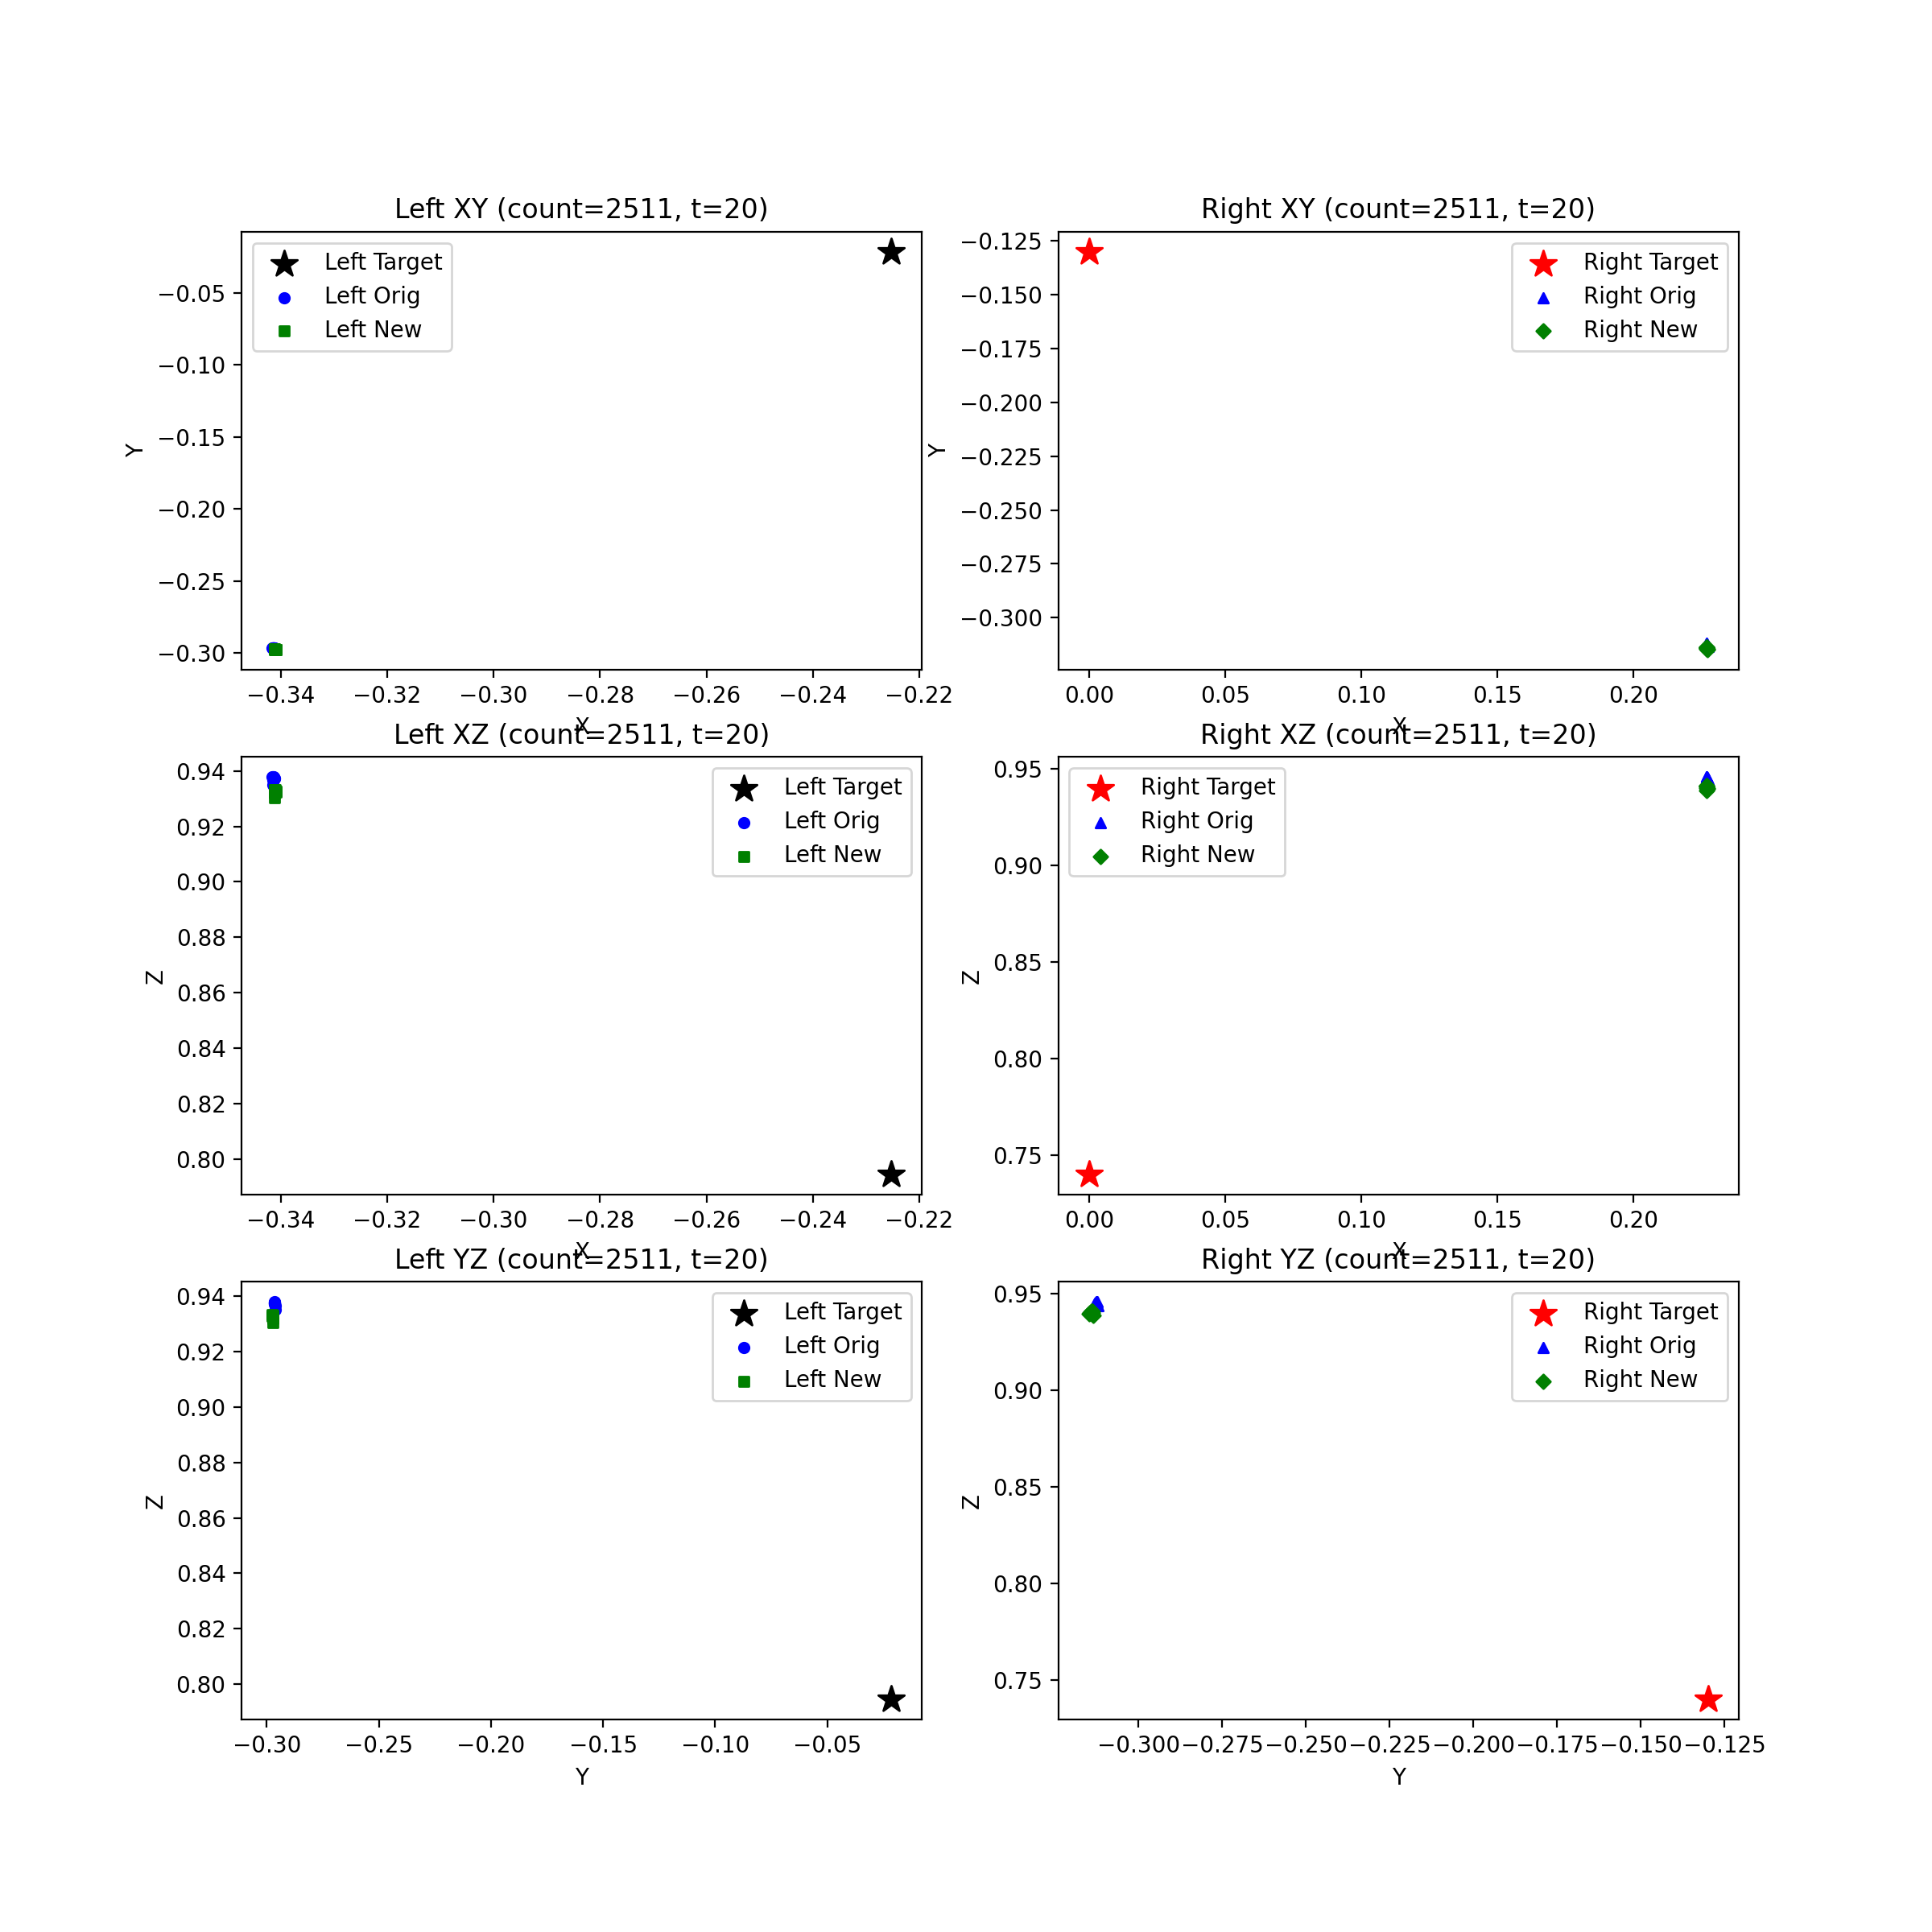 Left XY (count=2511, t=20)
Left Target
Left Orig
Left New
−0.05
−0.10
−0.15
−0.20
−0.25
−0.30
Y
−0.34
−0.32
−0.30
−0.28
−0.26
−0.24
−0.22
X
Right XY (count=2511, t=20)
Right Target
Right Orig
Right New
−0.125
−0.150
−0.175
−0.200
−0.225
−0.250
−0.275
−0.300
Y
0.00
0.05
0.10
0.15
0.20
X
Left XZ (count=2511, t=20)
Left Target
Left Orig
Left New
0.94
0.92
0.90
0.88
0.86
0.84
0.82
0.80
Z
−0.34
−0.32
−0.30
−0.28
−0.26
−0.24
−0.22
X
Right XZ (count=2511, t=20)
Right Target
Right Orig
Right New
0.95
0.90
0.85
0.80
0.75
Z
0.00
0.05
0.10
0.15
0.20
X
Left YZ (count=2511, t=20)
Left Target
Left Orig
Left New
0.94
0.92
0.90
0.88
0.86
0.84
0.82
0.80
Z
−0.30
−0.25
−0.20
−0.15
−0.10
−0.05
Y
Right YZ (count=2511, t=20)
Right Target
Right Orig
Right New
0.95
0.90
0.85
0.80
0.75
Z
−0.300
−0.275
−0.250
−0.225
−0.200
−0.175
−0.150
−0.125
Y